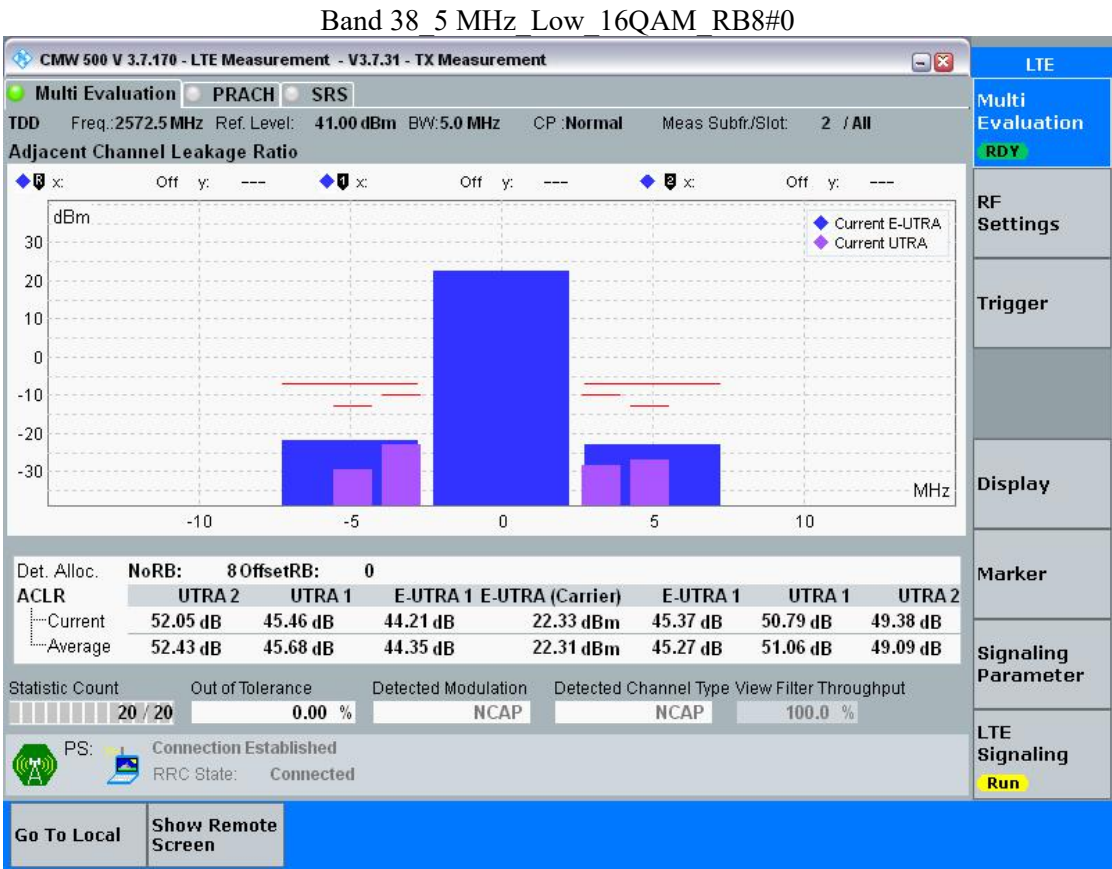 Band 38_5 MHz_Low_16QAM_RB8#0
CMW 500 V 3.7.170 - LTE Measurement - V3.7.31 - TX Measurement
LTE
Multi Evaluation PRACH SRS
Multi Evaluation
RDY
TDD Freq.:2572.5 MHz Ref. Level: 41.00 dBm BW:5.0 MHz CP :Normal Meas Subfr./Slot: 2 / All
Adjacent Channel Leakage Ratio
R x: Off y: --- 1 x: Off y: --- 2 x: Off y: ---
dBm
Current E-UTRA
Current UTRA
30
20
10
0
-10
-20
-30
MHz
-10 -5 0 5 10
RF Settings
Trigger
Display
Marker
Signaling Parameter
LTE Signaling
Run
Det. Alloc. NoRB: 8 OffsetRB: 0
ACLR UTRA 2 UTRA 1 E-UTRA 1 E-UTRA (Carrier) E-UTRA 1 UTRA 1 UTRA 2
Current 52.05 dB 45.46 dB 44.21 dB 22.33 dBm 45.37 dB 50.79 dB 49.38 dB
Average 52.43 dB 45.68 dB 44.35 dB 22.31 dBm 45.27 dB 51.06 dB 49.09 dB
Statistic Count Out of Tolerance Detected Modulation Detected Channel Type View Filter Throughput
20 / 20 0.00 % NCAP NCAP 100.0 %
PS: Connection Established
RRC State: Connected
Go To Local
Show Remote Screen